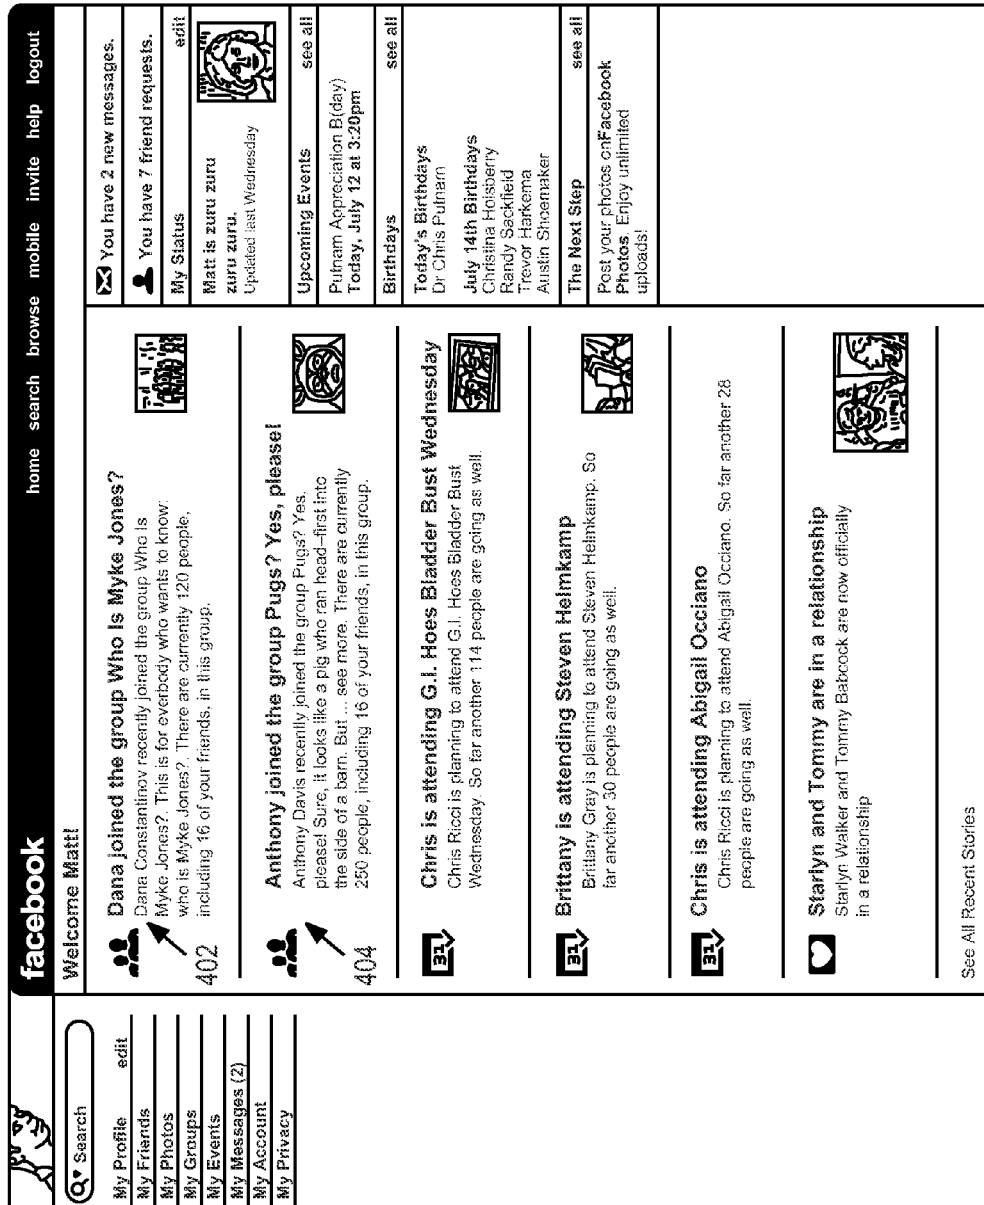 facebook
home search browse mobile invite help logout
Search
My Profile edit
My Friends
My Photos
My Groups
My Events
My Messages (2)
My Account
My Privacy
Welcome Matt!
Dana joined the group Who Is Myke Jones?
Dana Constantinov recently joined the group Who is
Myke Jones?. This is for everbody who wants to know:
who is Myke Jones?. There are currently 120 people,
including 16 of your friends, in this group.
402
Anthony joined the group Pugs? Yes, please!
Anthony Davis recently joined the group Pugs? Yes,
please! Sure, it looks like a pig who ran head-first into
the side of a barn. But ... see more. There are currently
250 people, including 16 of your friends, in this group.
404
31
Chris is attending G.I. Hoes Bladder Bust Wednesday
Chris Ricci is planning to attend G.I. Hoes Bladder Bust
Wednesday. So far another 114 people are going as well.
31
Brittany is attending Steven Helmkamp
Brittany Gray is planning to attend Steven Helmkamp. So
far another 30 people are going as well.
31
Chris is attending Abigail Occiano
Chris Ricci is planning to attend Abigail Occiano. So far another 28
people are going as well.
Starlyn and Tommy are in a relationship
Starlyn Walker and Tommy Babcock are now officially
in a relationship
See All Recent Stories
You have 2 new messages.
You have 7 friend requests.
My Status edit
Matt is zuru zuru
zuru zuru.
Updated last Wednesday
Upcoming Events see all
Putnam Appreciation B(day)
Today, July 12 at 3:20pm
Birthdays see all
Today's Birthdays
Dr Chris Putnam
July 14th Birthdays
Christina Holsberry
Randy Sackfield
Trevor Harkema
Austin Shoemaker
The Next Step see all
Post your photos onFacebook
Photos. Enjoy unlimited
uploads!